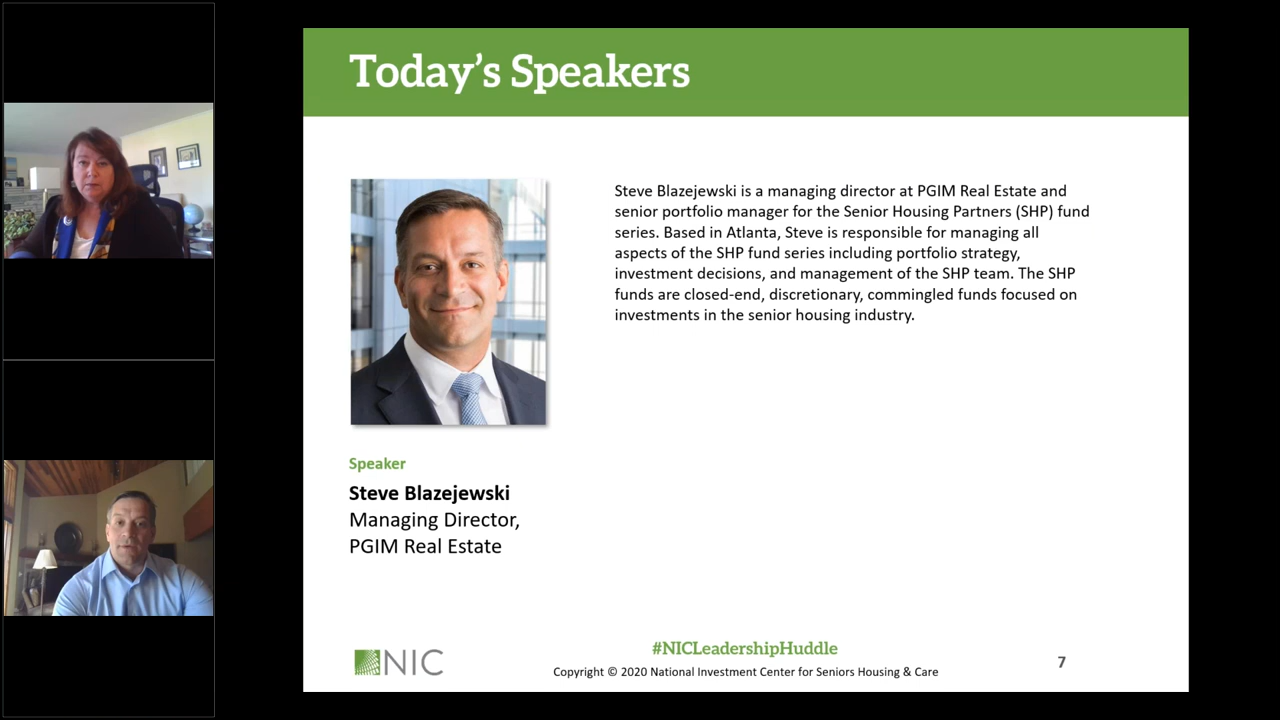 Today's Speakers
Steve Blazejewski is a managing director at PGIM Real Estate and
senior portfolio manager for the Senior Housing Partners (SHP) fund
series. Based in Atlanta, Steve is responsible for managing all
aspects of the SHP fund series including portfolio strategy,
investment decisions, and management of the SHP team. The SHP
funds are closed-end, discretionary, commingled funds focused on
investments in the senior housing industry.
Speaker
Steve Blazejewski
Managing Director,
PGIM Real Estate
NIC
#NICLeadershipHuddle
Copyright © 2020 National Investment Center for Seniors Housing & Care
7